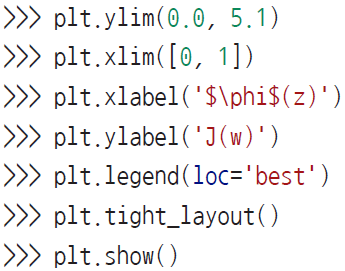 >>> plt.ylim(0.0, 5.1)
>>> plt.xlim([0, 1])
>>> plt.xlabel('$\phi$(z)')
>>> plt.ylabel('J(w)')
>>> plt.legend(loc='best')
>>> plt.tight_layout()
>>> plt.show()